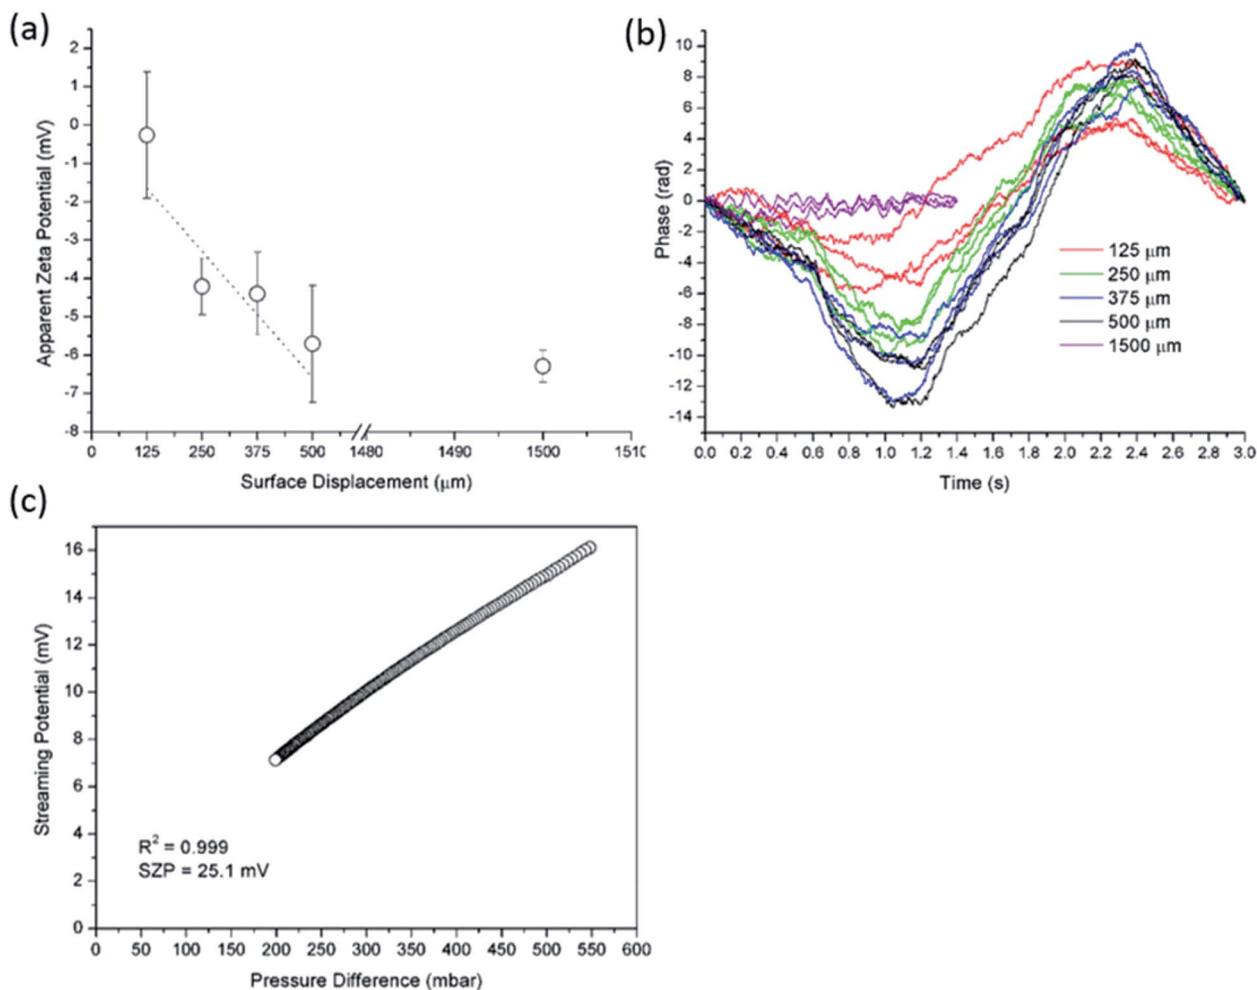 (a)
2
1
0
-1
-2
-3
-4
-5
-6
-7
-8
Apparent Zeta Potential (mV)
0
125
250
375
500
1480
1490
1500
1510
Surface Displacement (μm)
(b)
10
8
6
4
2
0
-2
-4
-6
-8
-10
-12
-14
Phase (rad)
125 μm
250 μm
375 μm
500 μm
1500 μm
0.0 0.2 0.4 0.6 0.8 1.0 1.2 1.4 1.6 1.8 2.0 2.2 2.4 2.6 2.8 3.0
Time (s)
(c)
16
14
12
10
8
6
4
2
0
Streaming Potential (mV)
R² = 0.999
SZP = 25.1 mV
0 50 100 150 200 250 300 350 400 450 500 550 600
Pressure Difference (mbar)